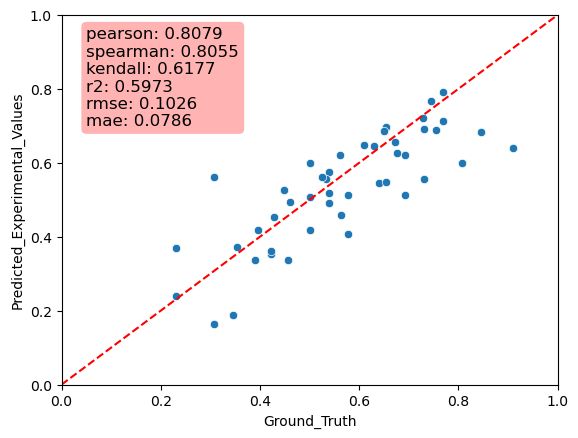 pearson: 0.8079
spearman: 0.8055
kendall: 0.6177
r2: 0.5973
rmse: 0.1026
mae: 0.0786
1.0
0.8
0.6
0.4
0.2
0.0
Predicted_Experimental_Values
0.0 0.2 0.4 0.6 0.8 1.0
Ground_Truth